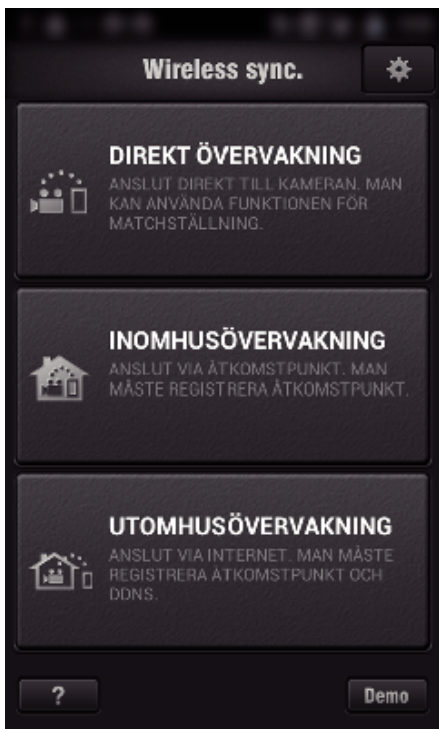 Wireless sync.
DIREKT ÖVERVAKNING
ANSLUT DIREKT TILL KAMERAN. MAN
KAN ANVÄNDA FUNKTIONEN FÖR
MATCHSTÄLLNING.
INOMHUSÖVERVAKNING
ANSLUT VIA ÅTKOMSTPUNKT. MAN
MÅSTE REGISTRERA ÅTKOMSTPUNKT.
UTOMHUSÖVERVAKNING
ANSLUT VIA INTERNET. MAN MÅSTE
REGISTRERA ÅTKOMSTPUNKT OCH
DDNS.
? Demo